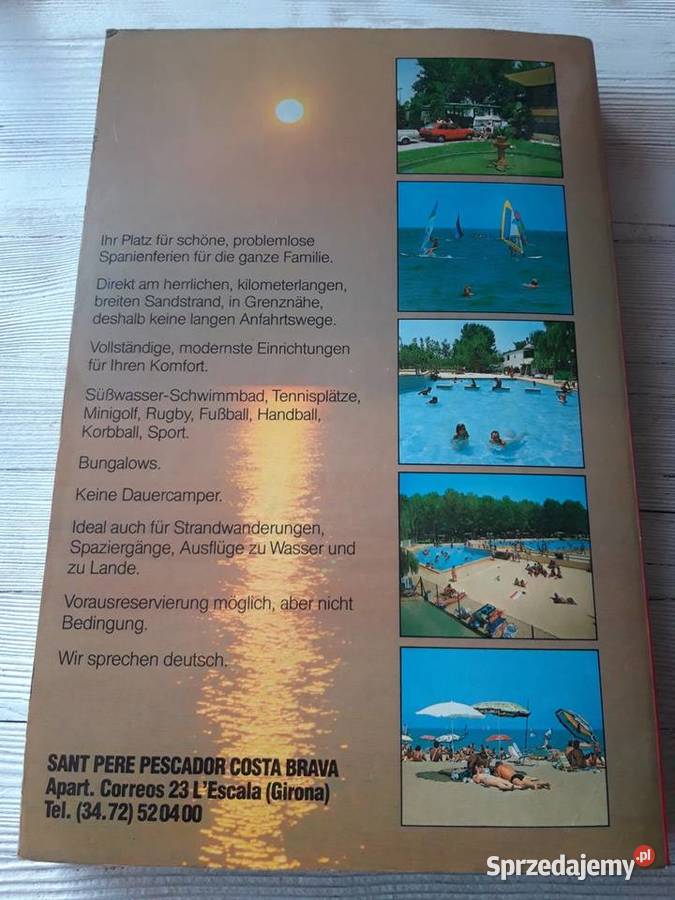 Ihr Platz für schöne, problemlose
Spanienferien für die ganze Familie.
Direkt am herrlichen, kilometerlangen,
breiten Sandstrand, in Grenznähe,
deshalb keine langen Anfahrtswege.
Vollständige, modernste Einrichtungen
für Ihren Komfort.
Süßwasser-Schwimmbad, Tennisplätze,
Minigolf, Rugby, Fußball, Handball,
Korbball, Sport.
Bungalows.
Keine Dauercamper.
Ideal auch für Strandwanderungen,
Spaziergänge, Ausflüge zu Wasser und
zu Lande.
Vorausreservierung möglich, aber nicht
Bedingung.
Wir sprechen deutsch.
SANT PERE PESCADOR COSTA BRAVA
Apart. Correos 23 L'Escala (Girona)
Tel. (34.72) 52 04 00
Sprzedajemy.pl